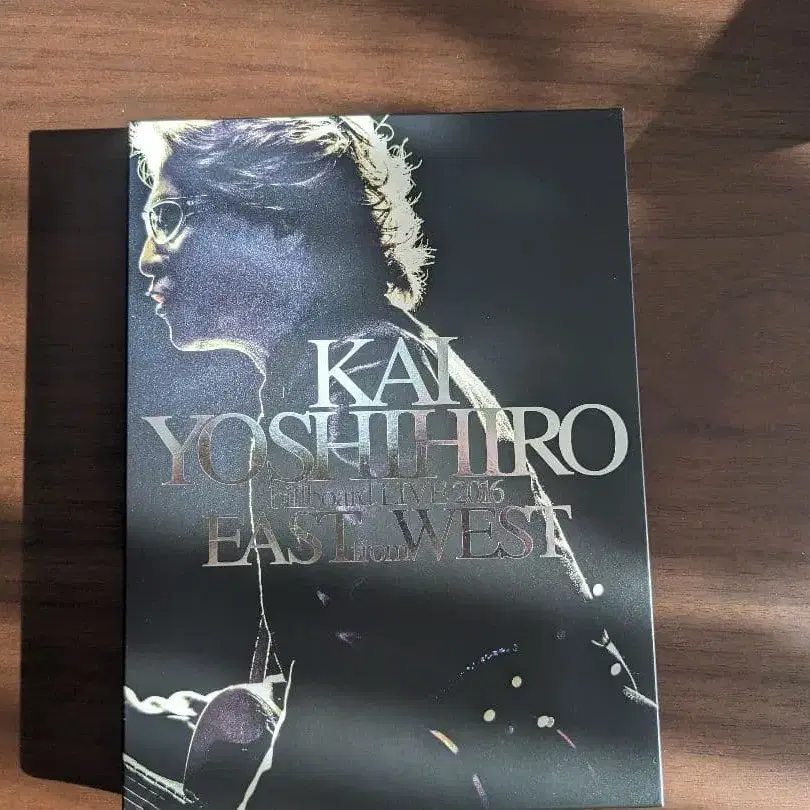 KAI
YOSHIHIRO
billboard LIVE 2016
EAST from WEST